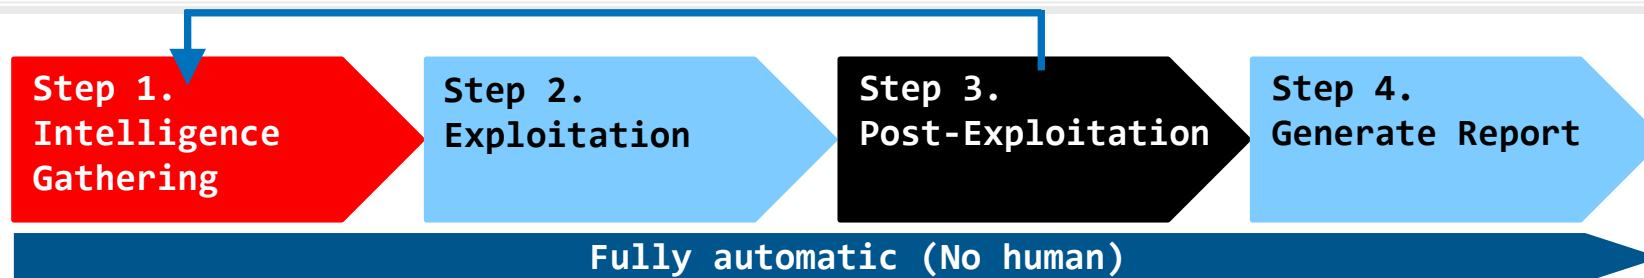 Step 1.
Intelligence
Gathering
Step 2.
Exploitation
Step 3.
Post-Exploitation
Step 4.
Generate Report
Fully automatic (No human)